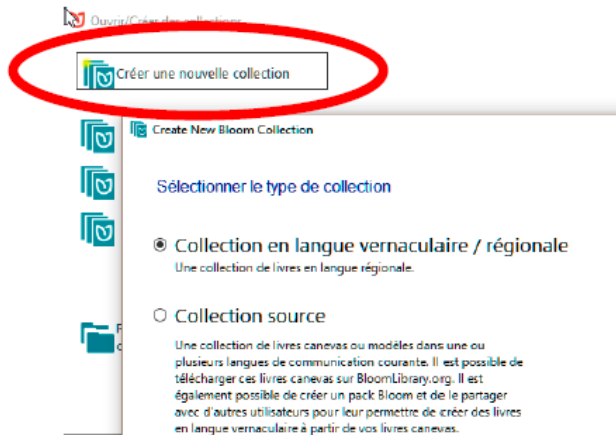 Ouvrir/Créer des collections
Créer une nouvelle collection
Create New Bloom Collection
Sélectionner le type de collection
Collection en langue vernaculaire / régionale
Une collection de livres en langue régionale.
Collection source
Une collection de livres canevas ou modèles dans une ou
plusieurs langues de communication courante. Il est possible de
télécharger ces livres canevas sur BloomLibrary.org. Il est
également possible de créer un pack Bloom et de le partager
avec d'autres utilisateurs pour leur permettre de créer des livres
en langue vernaculaire à partir de vos livres canevas.